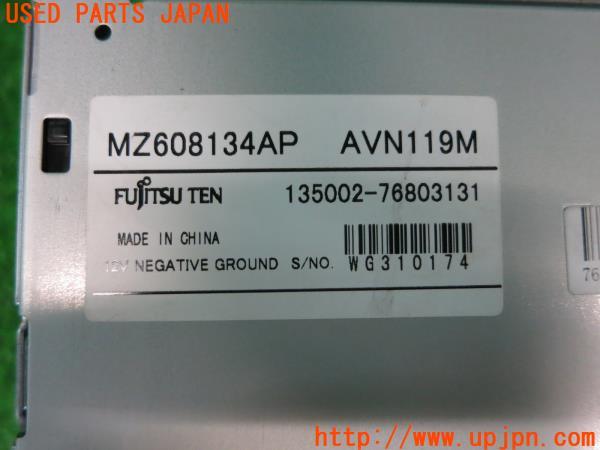 USED PARTS JAPAN
MZ608134AP AVN119M
FUJITSU TEN 135002-76803131
MADE IN CHINA
12V NEGATIVE GROUND S/NO. WG310174
76
http://www.upjpn.com/